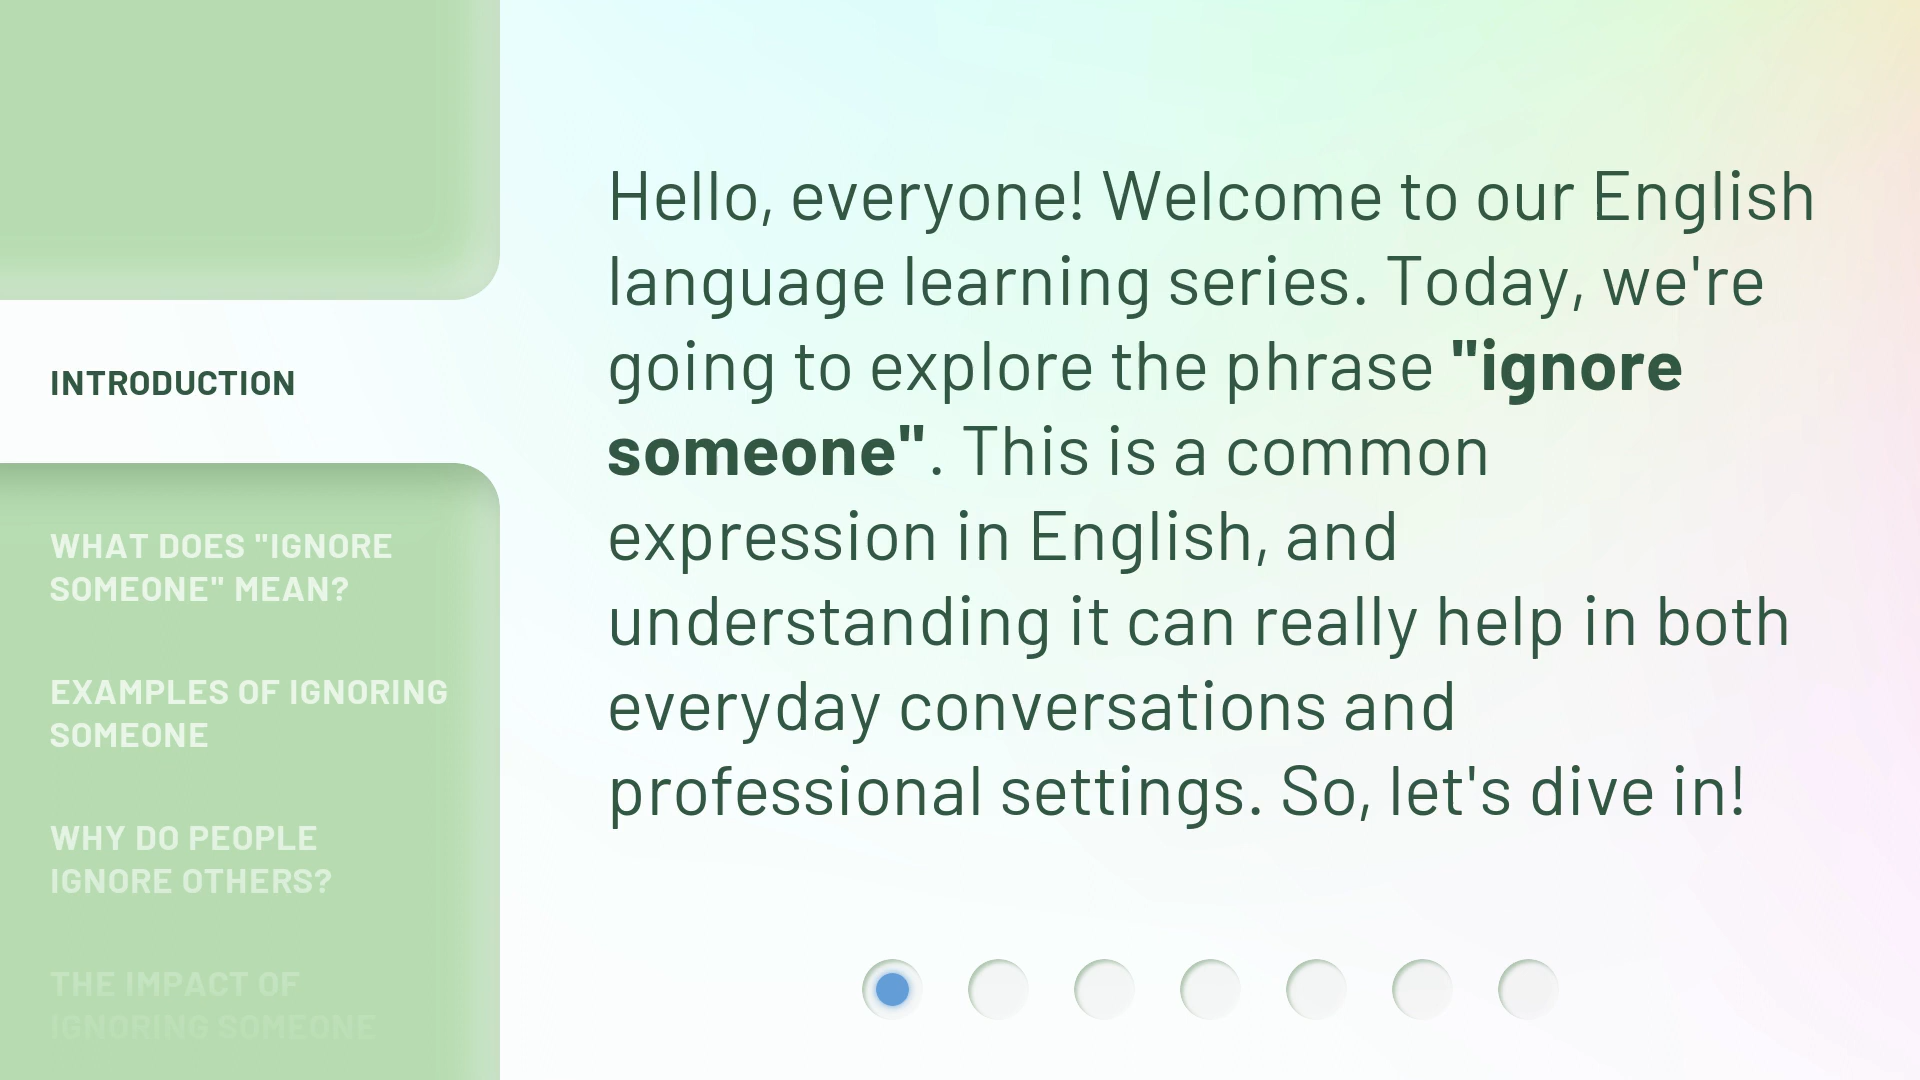 INTRODUCTION
WHAT DOES "IGNORE
SOMEONE" MEAN?
EXAMPLES OF IGNORING
SOMEONE
WHY DO PEOPLE
IGNORE OTHERS?
THE IMPACT OF
IGNORING SOMEONE
Hello, everyone! Welcome to our English
language learning series. Today, we're
going to explore the phrase "ignore
someone". This is a common
expression in English, and
understanding it can really help in both
everyday conversations and
professional settings. So, let's dive in!